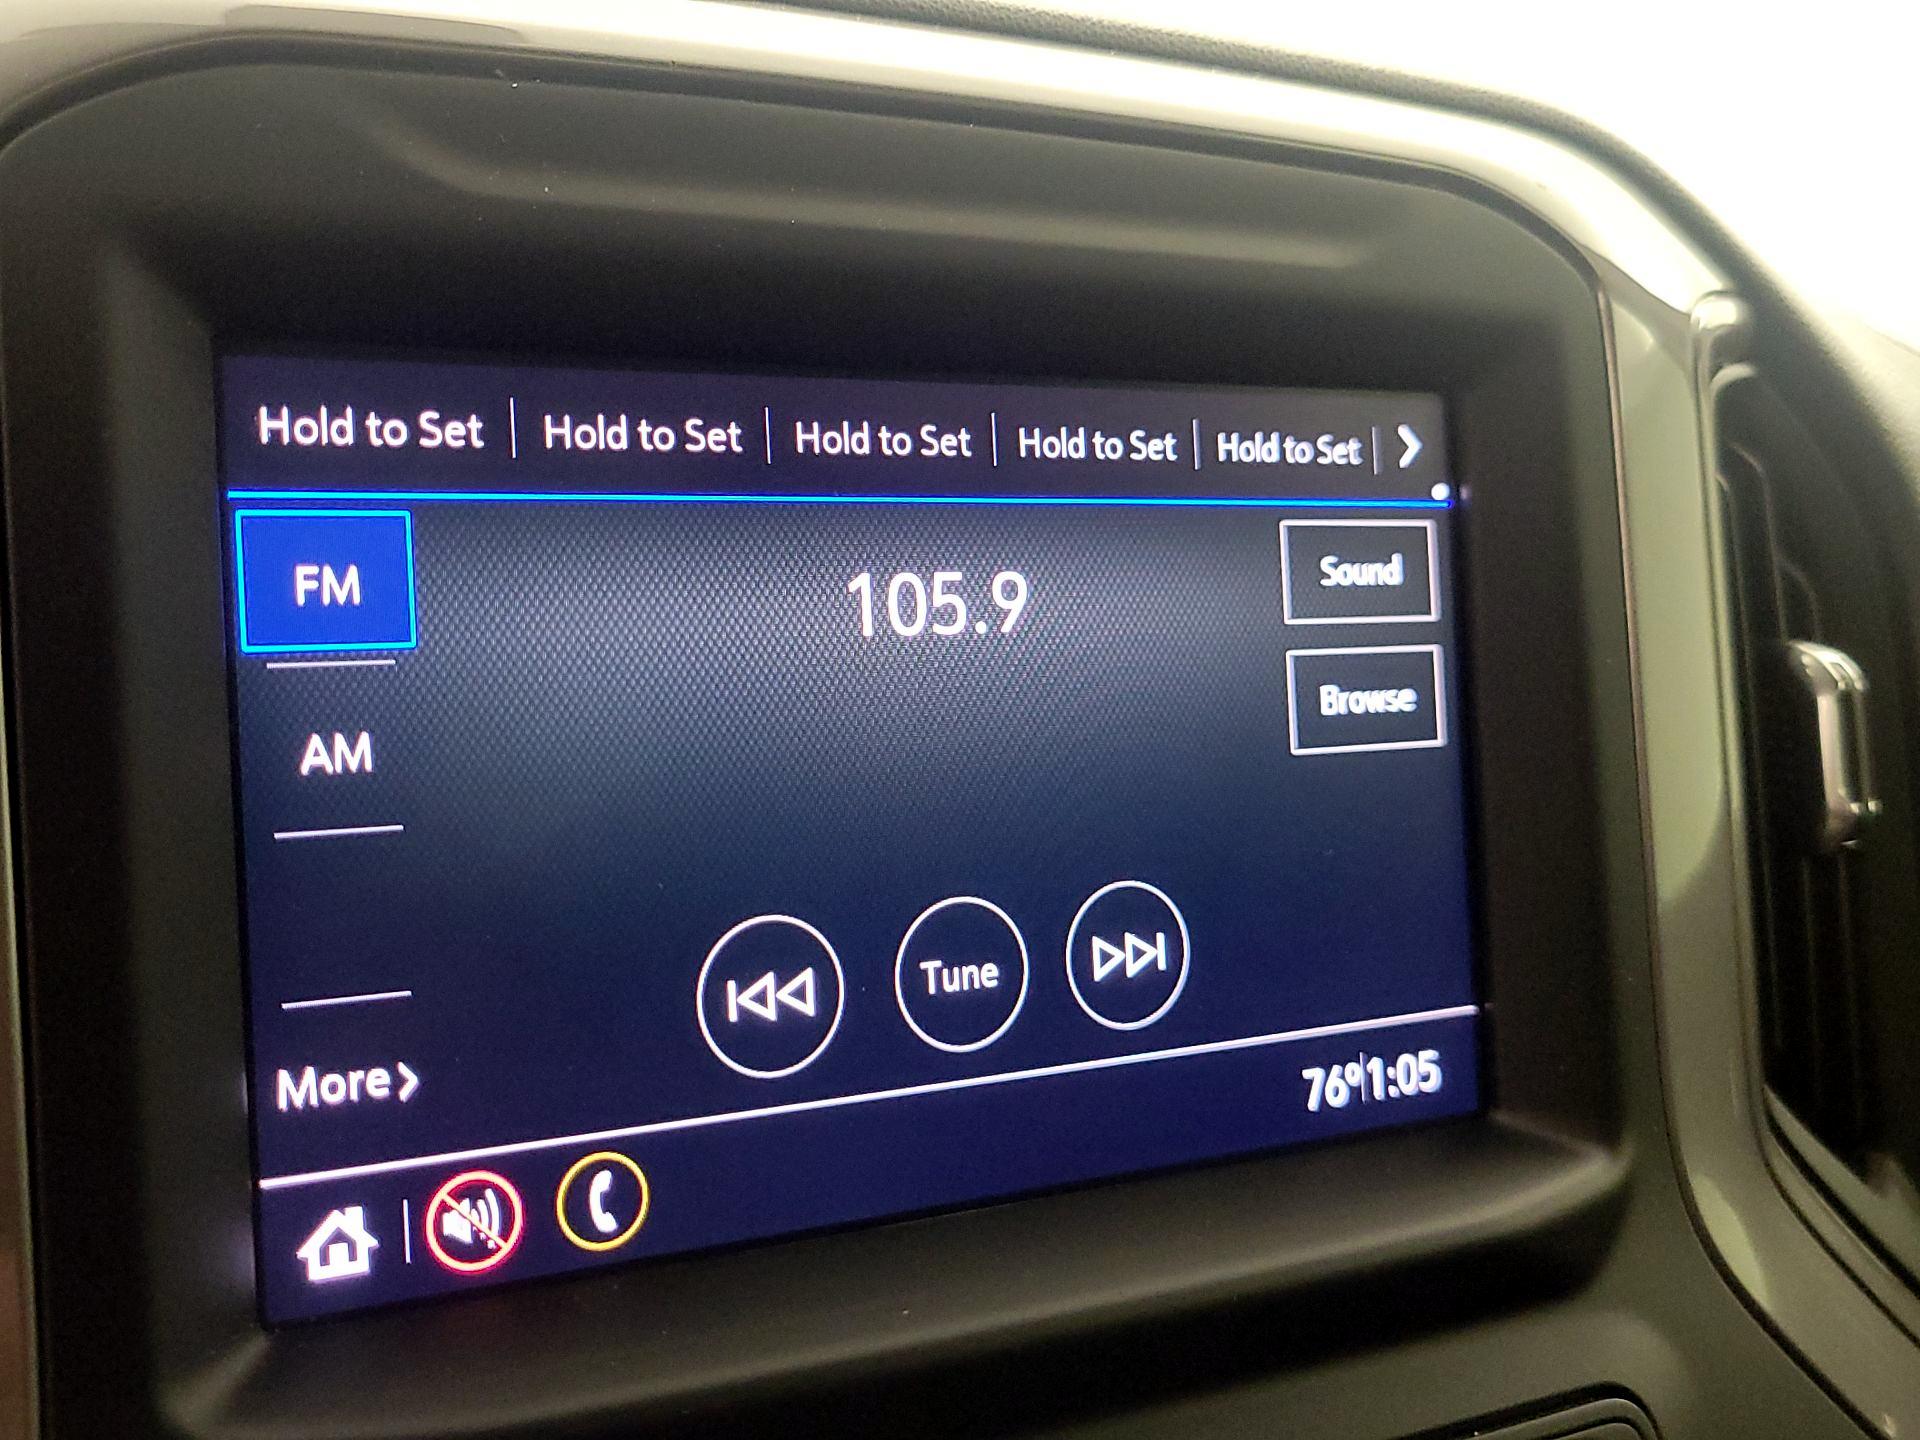 Hold to Set Hold to Set Hold to Set Hold to Set Hold to Set
FM
105.9
Sound
Browse
AM
Tune
More
76° 1:05